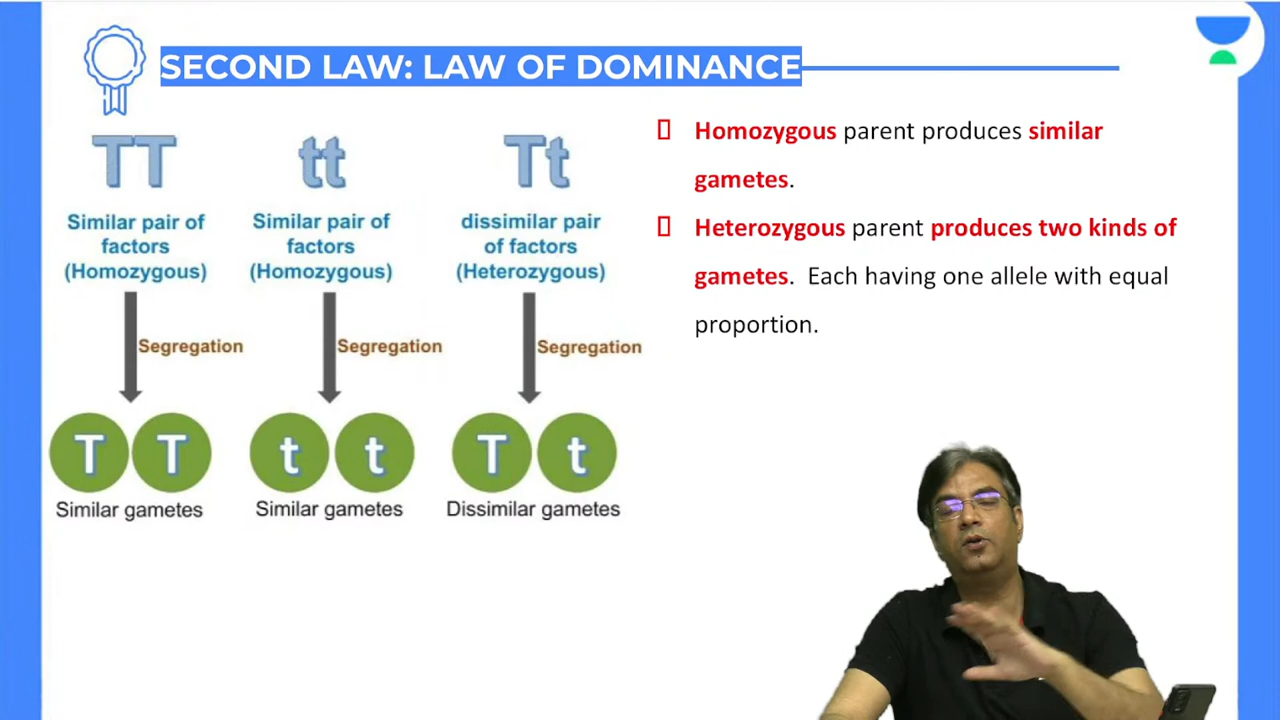 SECOND LAW: LAW OF DOMINANCE
TT
tt
Tt
Similar pair of
factors
(Homozygous)
Similar pair of
factors
(Homozygous)
dissimilar pair
of factors
(Heterozygous)
Segregation
Segregation
Segregation
T T
t t
T t
Similar gametes
Similar gametes
Dissimilar gametes
Homozygous parent produces similar
gametes.
Heterozygous parent produces two kinds of
gametes. Each having one allele with equal
proportion.